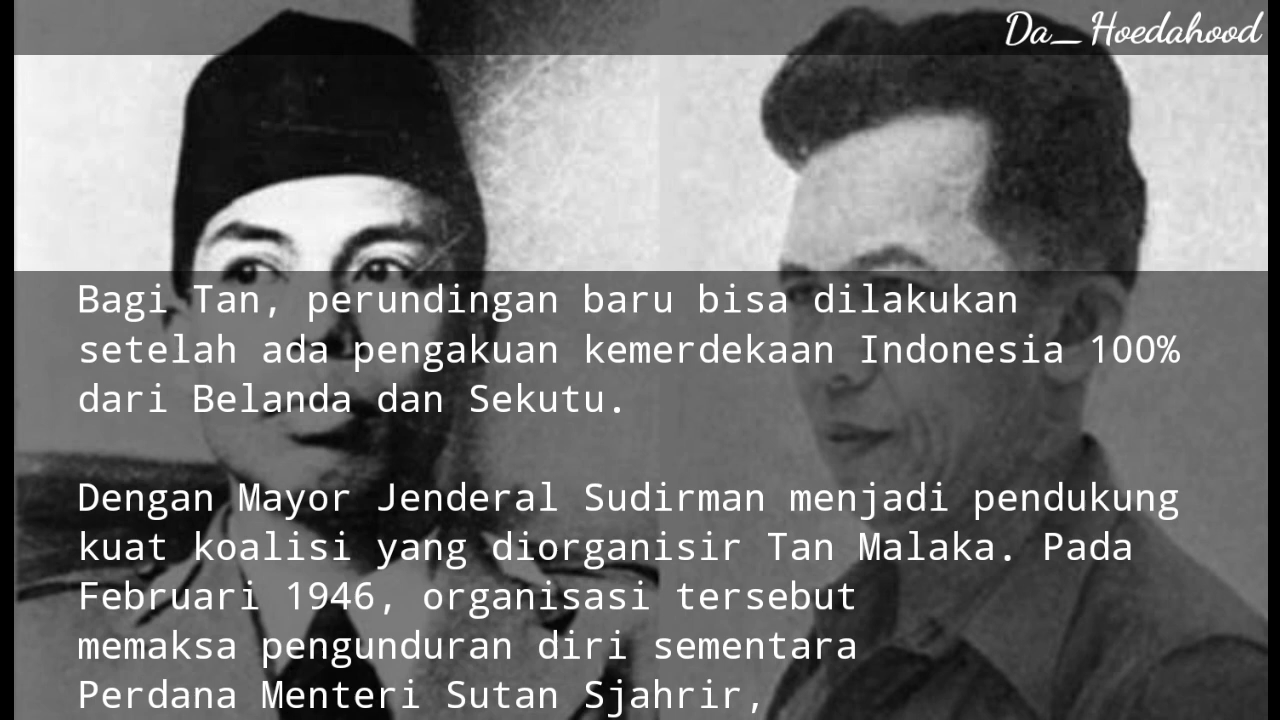 Da_ Hoedahood
Bagi Tan, perundingan baru bisa dilakukan
setelah ada pengakuan kemerdekaan Indonesia 100%
dari Belanda dan Sekutu.
Dengan Mayor Jenderal Sudirman menjadi pendukung
kuat koalisi yang diorganisir Tan Malaka. Pada
Februari 1946, organisasi tersebut
memaksa pengunduran diri sementara
Perdana Menteri Sutan Sjahrir,